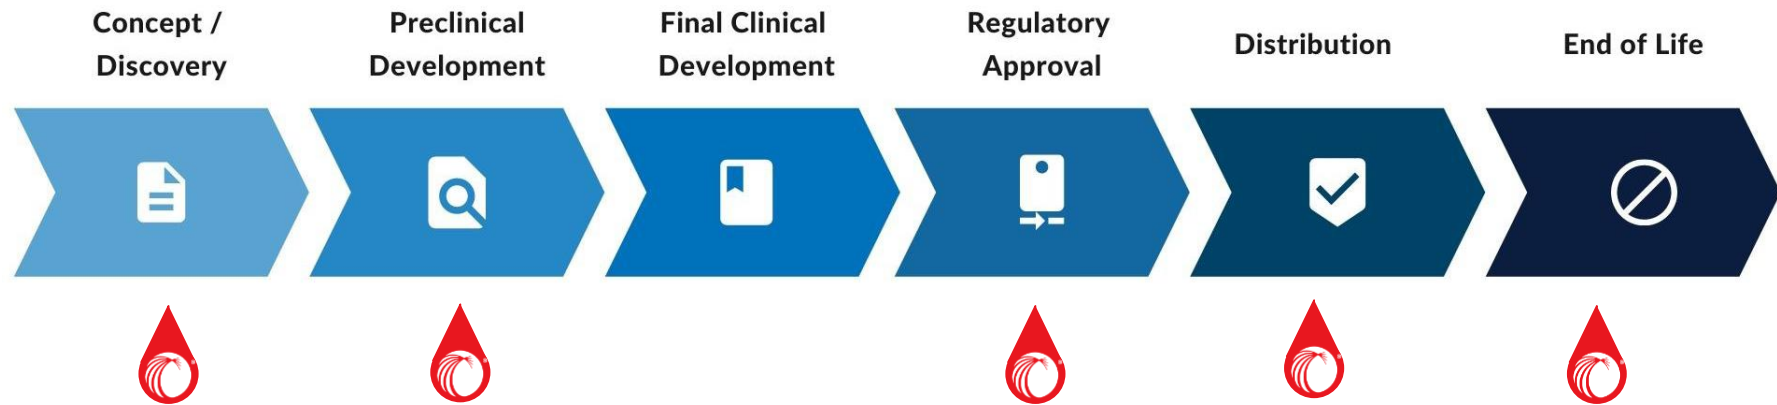 Concept /
Discovery
Preclinical
Development
Final Clinical
Development
Regulatory
Approval
Distribution
End of Life